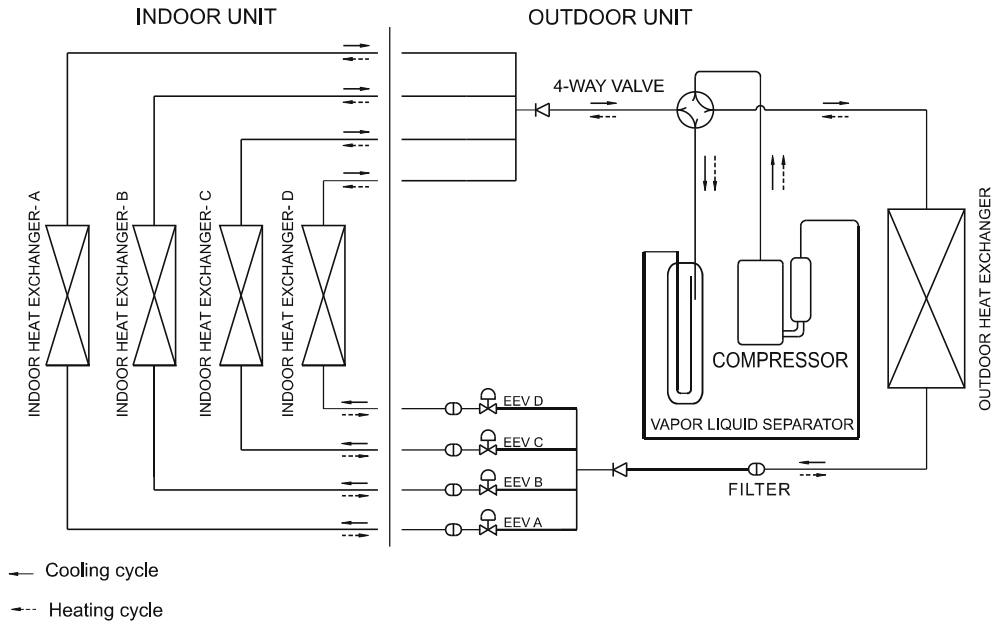 INDOOR UNIT
OUTDOOR UNIT
4-WAY VALVE
INDOOR HEAT EXCHANGER- A
INDOOR HEAT EXCHANGER- B
INDOOR HEAT EXCHANGER- C
INDOOR HEAT EXCHANGER- D
OUTDOOR HEAT EXCHANGER
COMPRESSOR
VAPOR LIQUID SEPARATOR
EEV D
EEV C
EEV B
EEV A
FILTER
Cooling cycle
Heating cycle